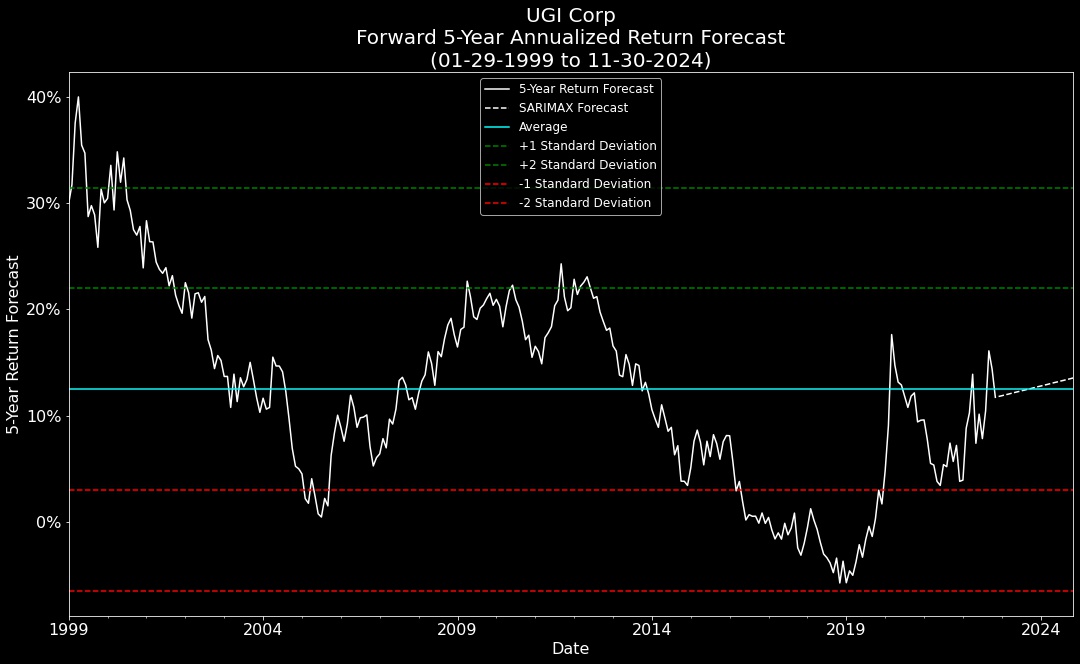 UGI Corp
Forward 5-Year Annualized Return Forecast
(01-29-1999 to 11-30-2024)
5-Year Return Forecast
SARIMAX Forecast
Average
+1 Standard Deviation
+2 Standard Deviation
-1 Standard Deviation
-2 Standard Deviation
5-Year Return Forecast
40%
30%
20%
10%
0%
1999 2004 2009 2014 2019 2024
Date